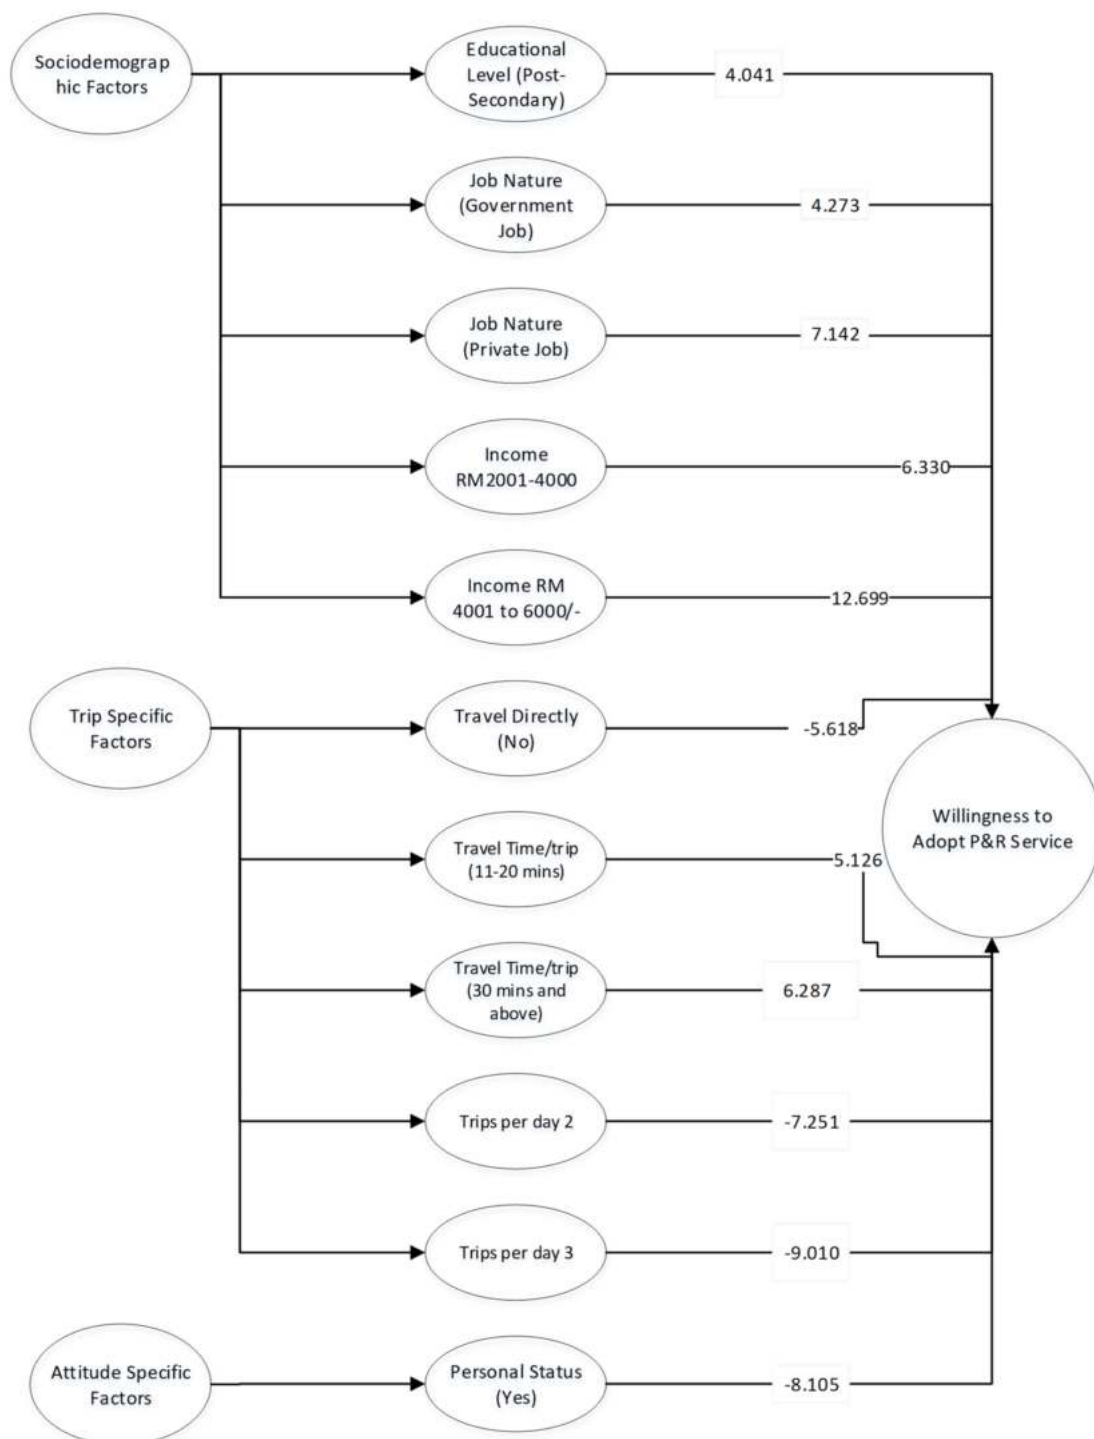 Sociodemograp
hic Factors
Educational
Level (Post-
Secondary)
4.041
Job Nature
(Government
Job)
4.273
Job Nature
(Private Job)
7.142
Income
RM2001-4000
6.330
Income RM
4001 to 6000/-
12.699
Trip Specific
Factors
Travel Directly
(No)
-5.618
Willingness to
Adopt P&R Service
Travel Time/trip
(11-20 mins)
5.126
Travel Time/trip
(30 mins and
above)
6.287
Trips per day 2
-7.251
Trips per day 3
-9.010
Attitude Specific
Factors
Personal Status
(Yes)
-8.105